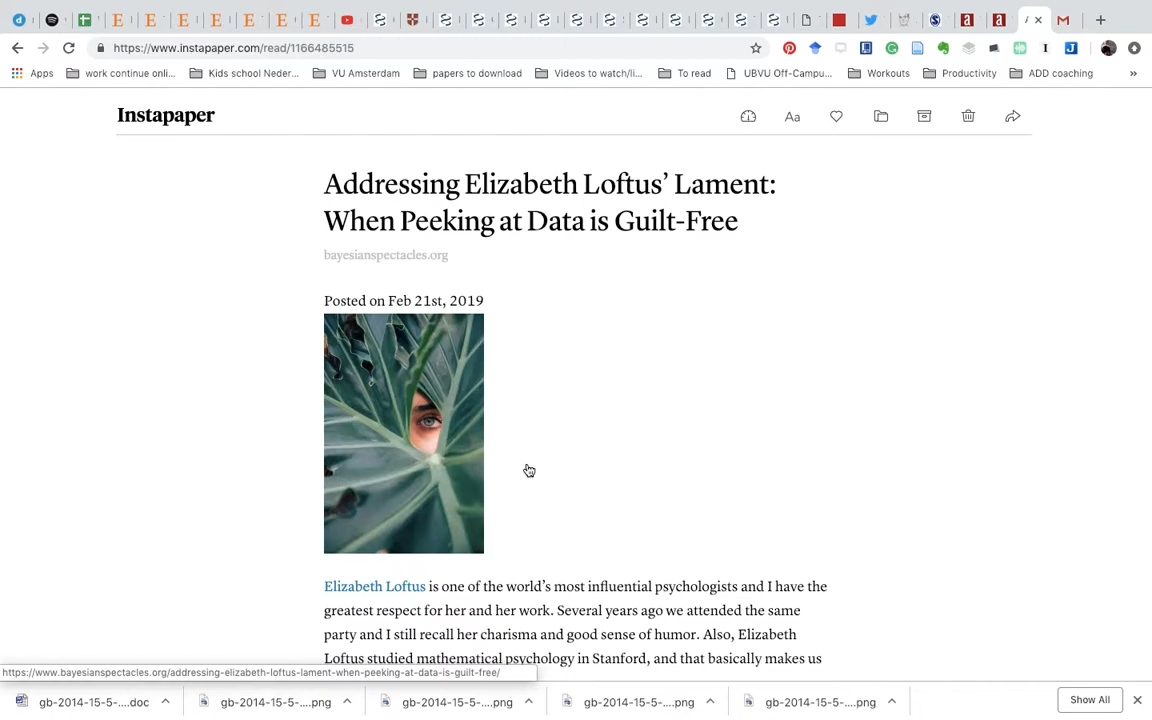 https://www.instapaper.com/read/1166485515
Apps work continue onli... Kids school Neder... VU Amsterdam papers to download Videos to watch/li... To read UBVU Off-Campu... Workouts Productivity ADD coaching »
Instapaper
Aa
Addressing Elizabeth Loftus’ Lament:
When Peeking at Data is Guilt-Free
bayesianspectacles.org
Posted on Feb 21st, 2019
Elizabeth Loftus is one of the world’s most influential psychologists and I have the
greatest respect for her and her work. Several years ago we attended the same
party and I still recall her charisma and good sense of humor. Also, Elizabeth
Loftus studied mathematical psychology in Stanford, and that basically makes us
https://www.bayesianspectacles.org/addressing-elizabeth-loftus-lament-when-peeking-at-data-is-guilt-free/
gb-2014-15-5-....doc gb-2014-15-5-....png gb-2014-15-5-....png gb-2014-15-5-....png gb-2014-15-5-....png Show All